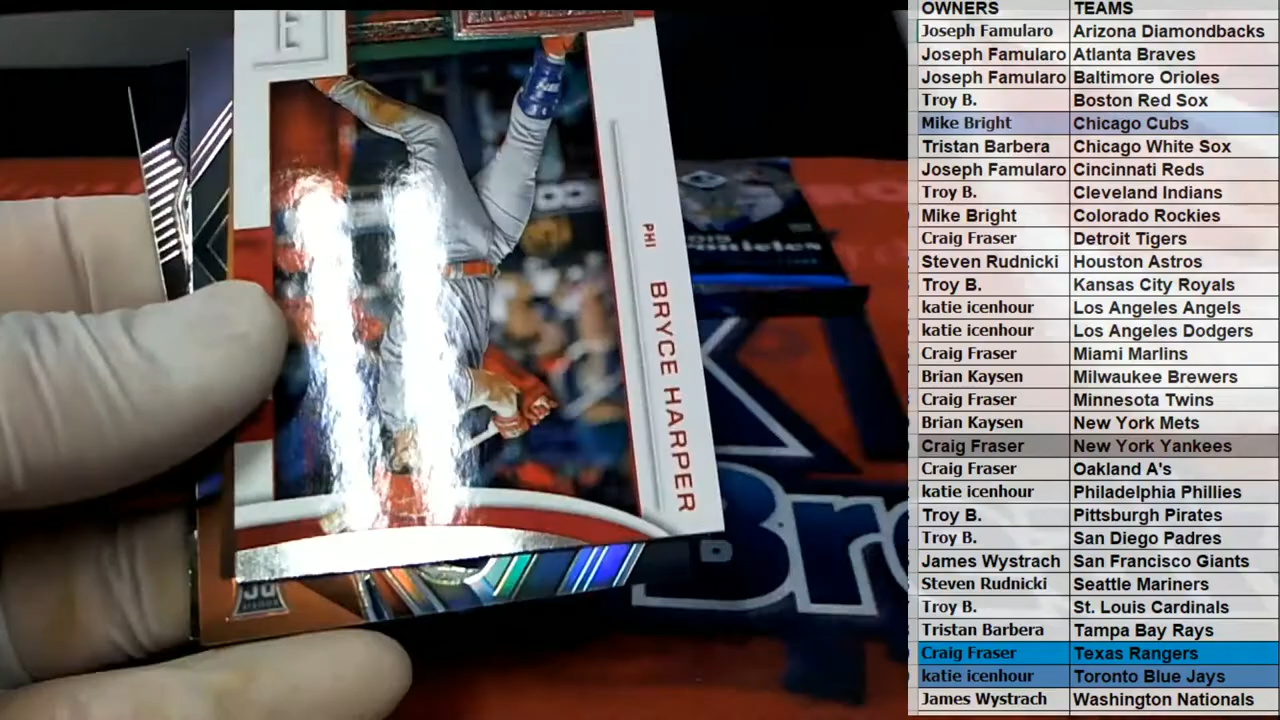 E
PHI
BRYCE HARPER
Br
OWNERS TEAMS
Joseph Famularo Arizona Diamondbacks
Joseph Famularo Atlanta Braves
Joseph Famularo Baltimore Orioles
Troy B. Boston Red Sox
Mike Bright Chicago Cubs
Tristan Barbera Chicago White Sox
Joseph Famularo Cincinnati Reds
Troy B. Cleveland Indians
Mike Bright Colorado Rockies
Craig Fraser Detroit Tigers
Steven Rudnicki Houston Astros
Troy B. Kansas City Royals
katie icenhour Los Angeles Angels
katie icenhour Los Angeles Dodgers
Craig Fraser Miami Marlins
Brian Kaysen Milwaukee Brewers
Craig Fraser Minnesota Twins
Brian Kaysen New York Mets
Craig Fraser New York Yankees
Craig Fraser Oakland A's
katie icenhour Philadelphia Phillies
Troy B. Pittsburgh Pirates
Troy B. San Diego Padres
James Wystrach San Francisco Giants
Steven Rudnicki Seattle Mariners
Troy B. St. Louis Cardinals
Tristan Barbera Tampa Bay Rays
Craig Fraser Texas Rangers
katie icenhour Toronto Blue Jays
James Wystrach Washington Nationals